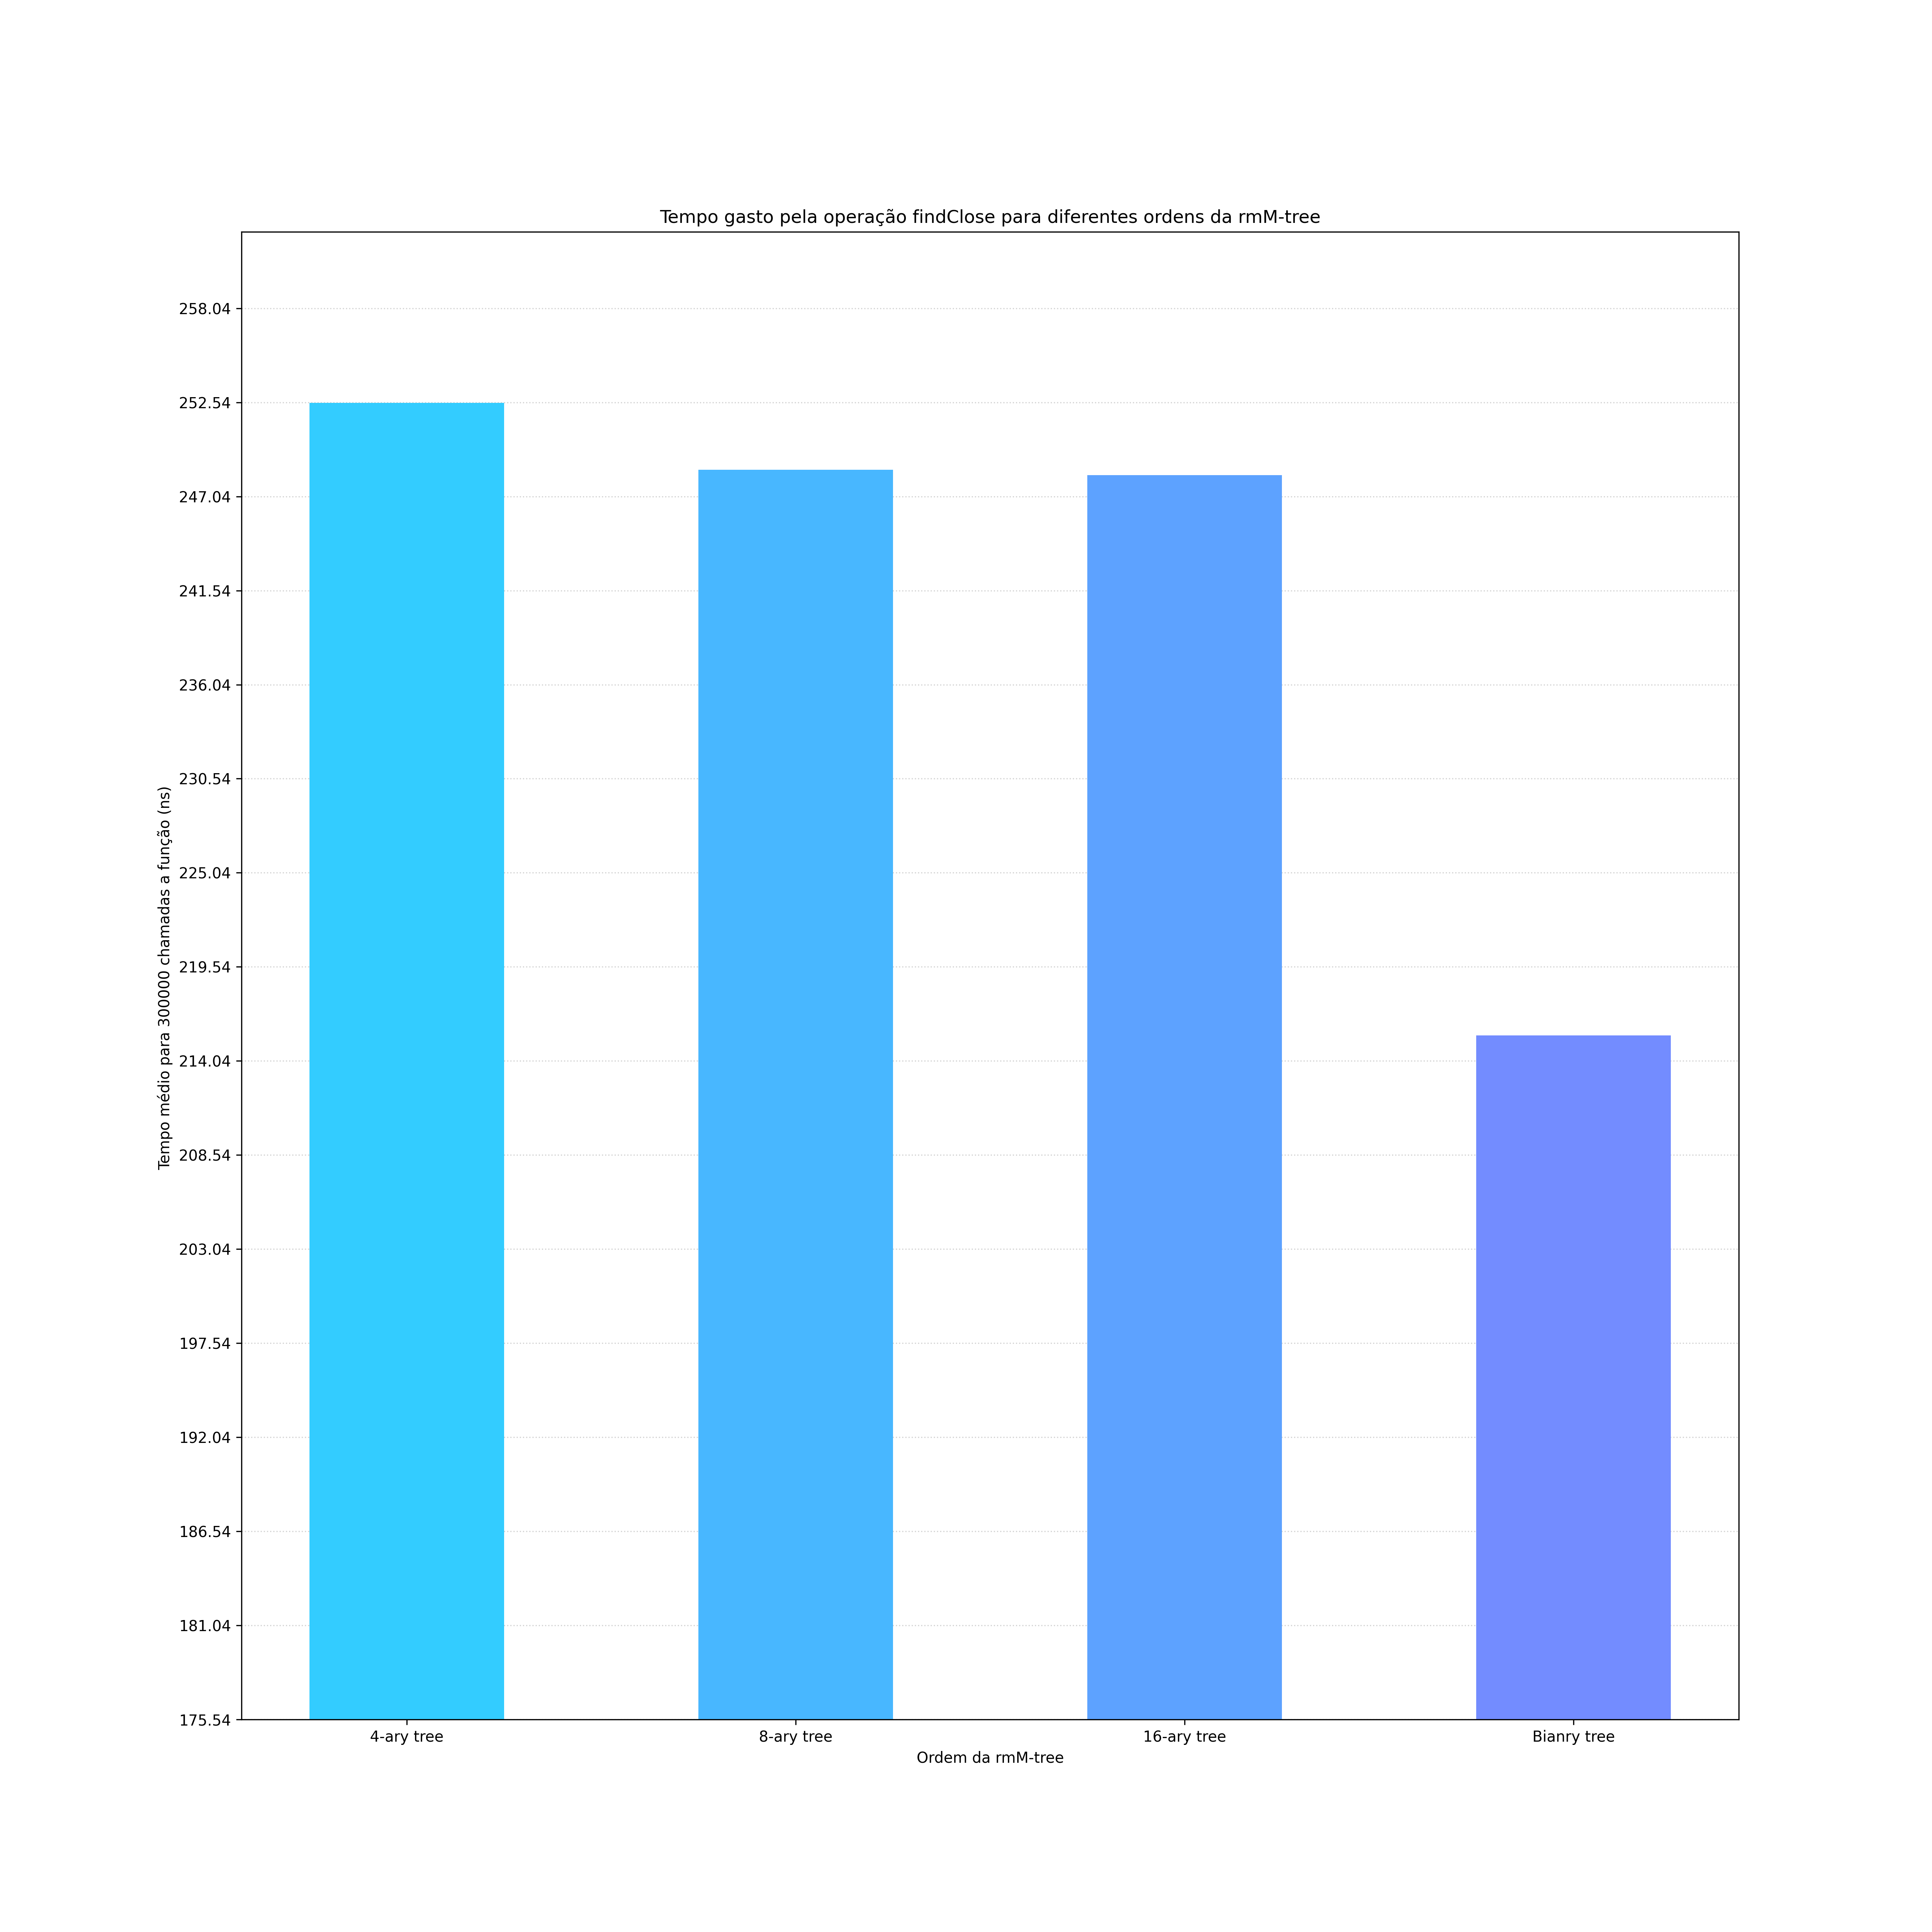 Tempo gasto pela operação findClose para diferentes ordens da rmM-tree
Tempo médio para 300000 chamadas a função (ns)
258.04
252.54
247.04
241.54
236.04
230.54
225.04
219.54
214.04
208.54
203.04
197.54
192.04
186.54
181.04
175.54
4-ary tree
8-ary tree
16-ary tree
Bianry tree
Ordem da rmM-tree